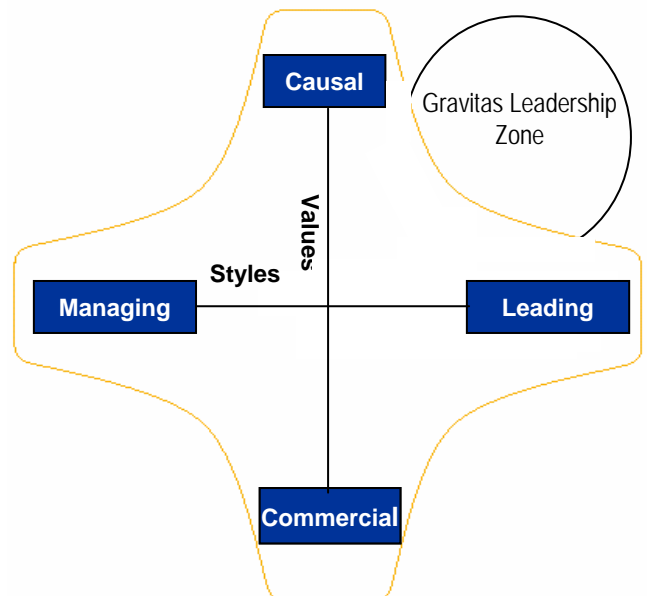 Causal
Gravitas Leadership
Zone
Values
Styles
Managing
Leading
Commercial